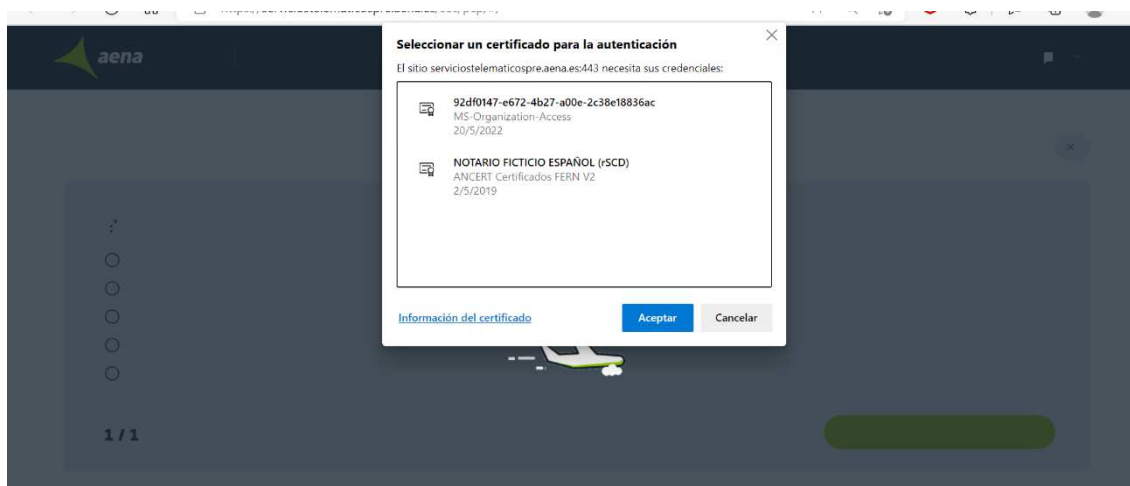 aena
Seleccionar un certificado para la autenticación
El sitio serviciostelematicospre.aena.es:443 necesita sus credenciales:
92df0147-e672-4b27-a00e-2c38e18836ac
MS-Organization-Access
20/5/2022
NOTARIO FICTICIO ESPAÑOL (rSCD)
ANCERT Certificados FERN V2
2/5/2019
Información del certificado
Aceptar
Cancelar
1 / 1